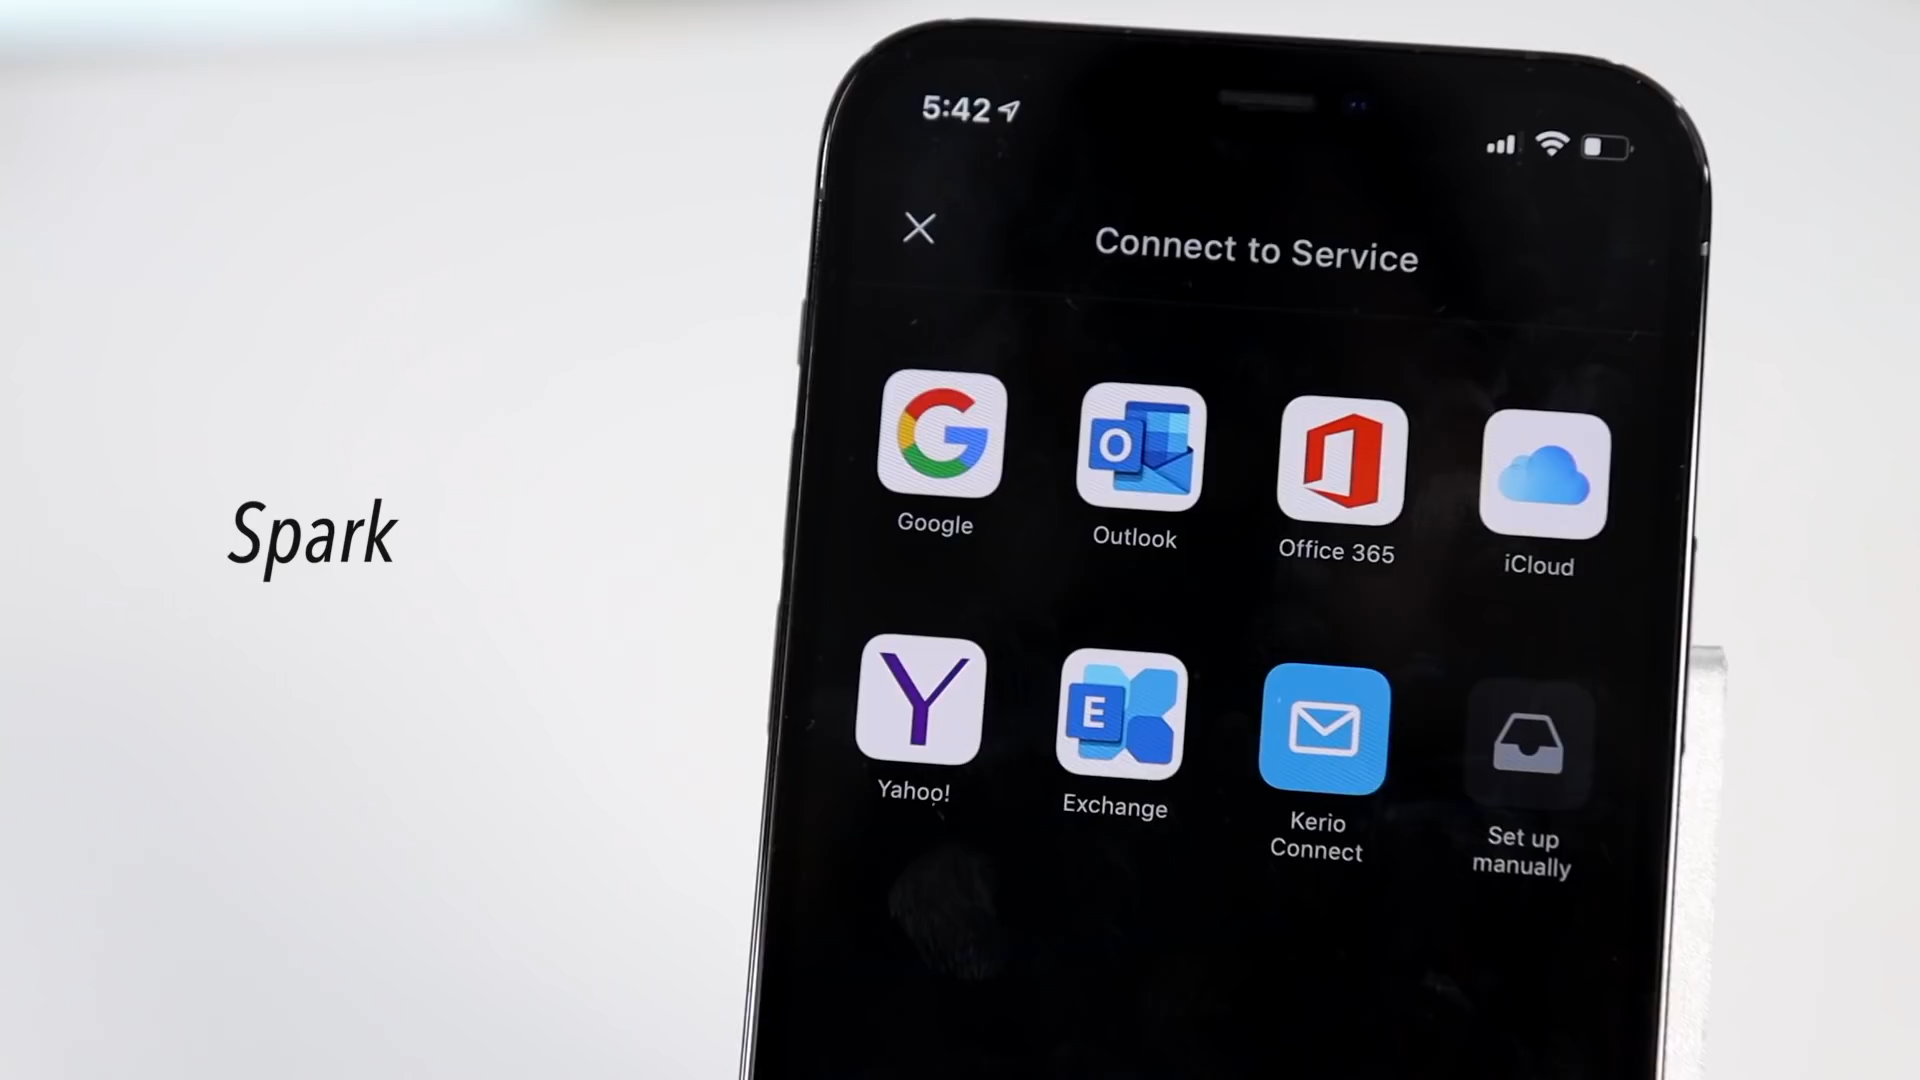 5:42
Connect to Service
Google
Outlook
Office 365
iCloud
Yahoo!
Exchange
Kerio
Connect
Set up
manually
Spark